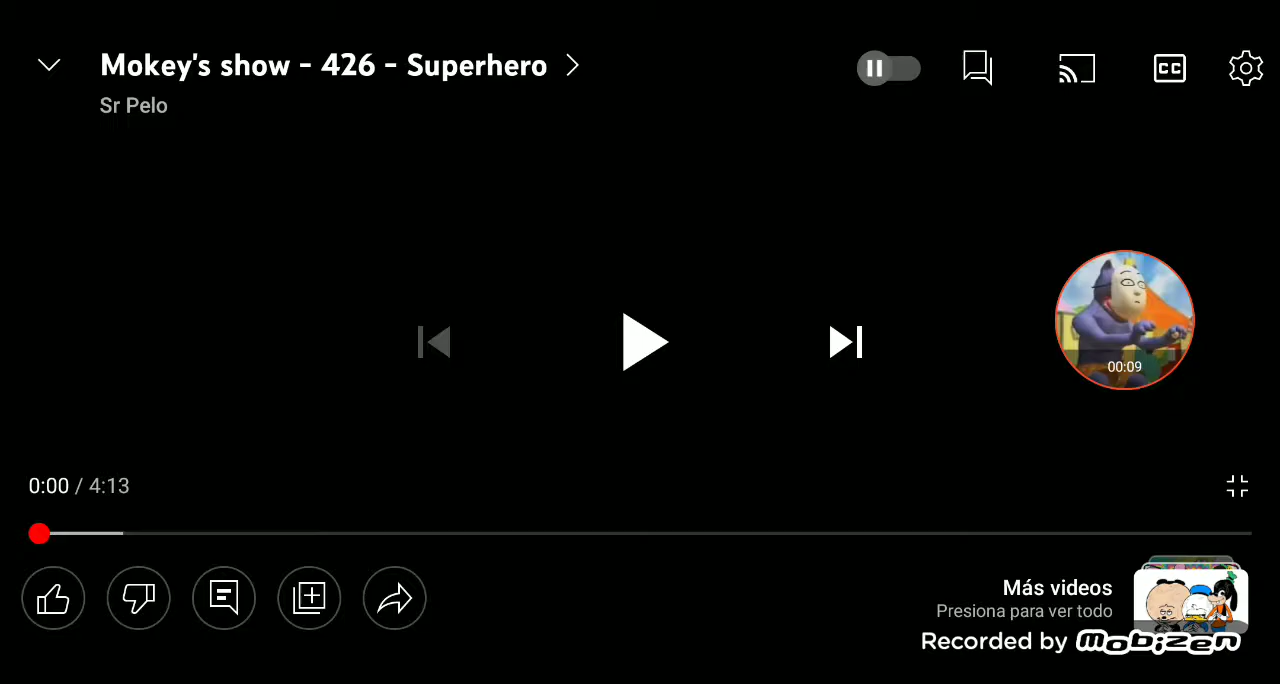 Mokey's show - 426 - Superhero
Sr Pelo
CC
00:09
0:00 / 4:13
Más videos
Presiona para ver todo
Recorded by Mobizen